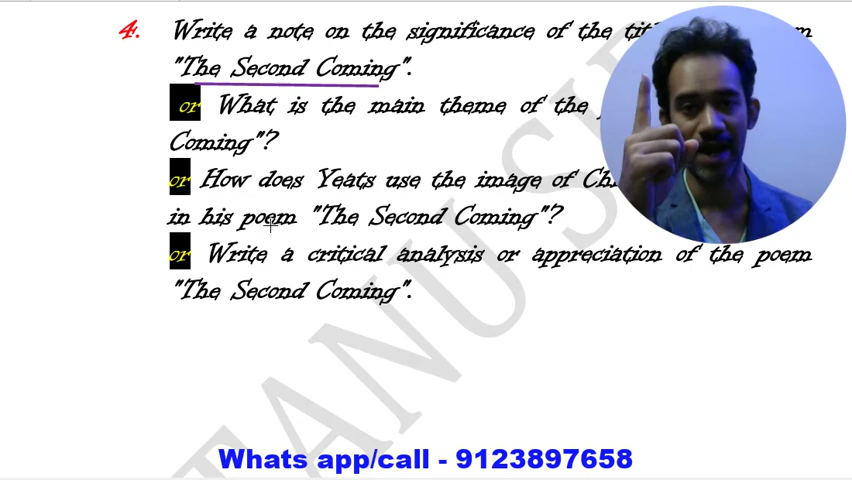 4. Write a note on the significance of the
"The Second Coming".
or What is the main theme of the
Coming"?
or How does Yeats use the image of
in his poem "The Second Coming"?
or Write a critical analysis or appreciation of the poem
"The Second Coming".
TANU
Whats app/call - 9123897658